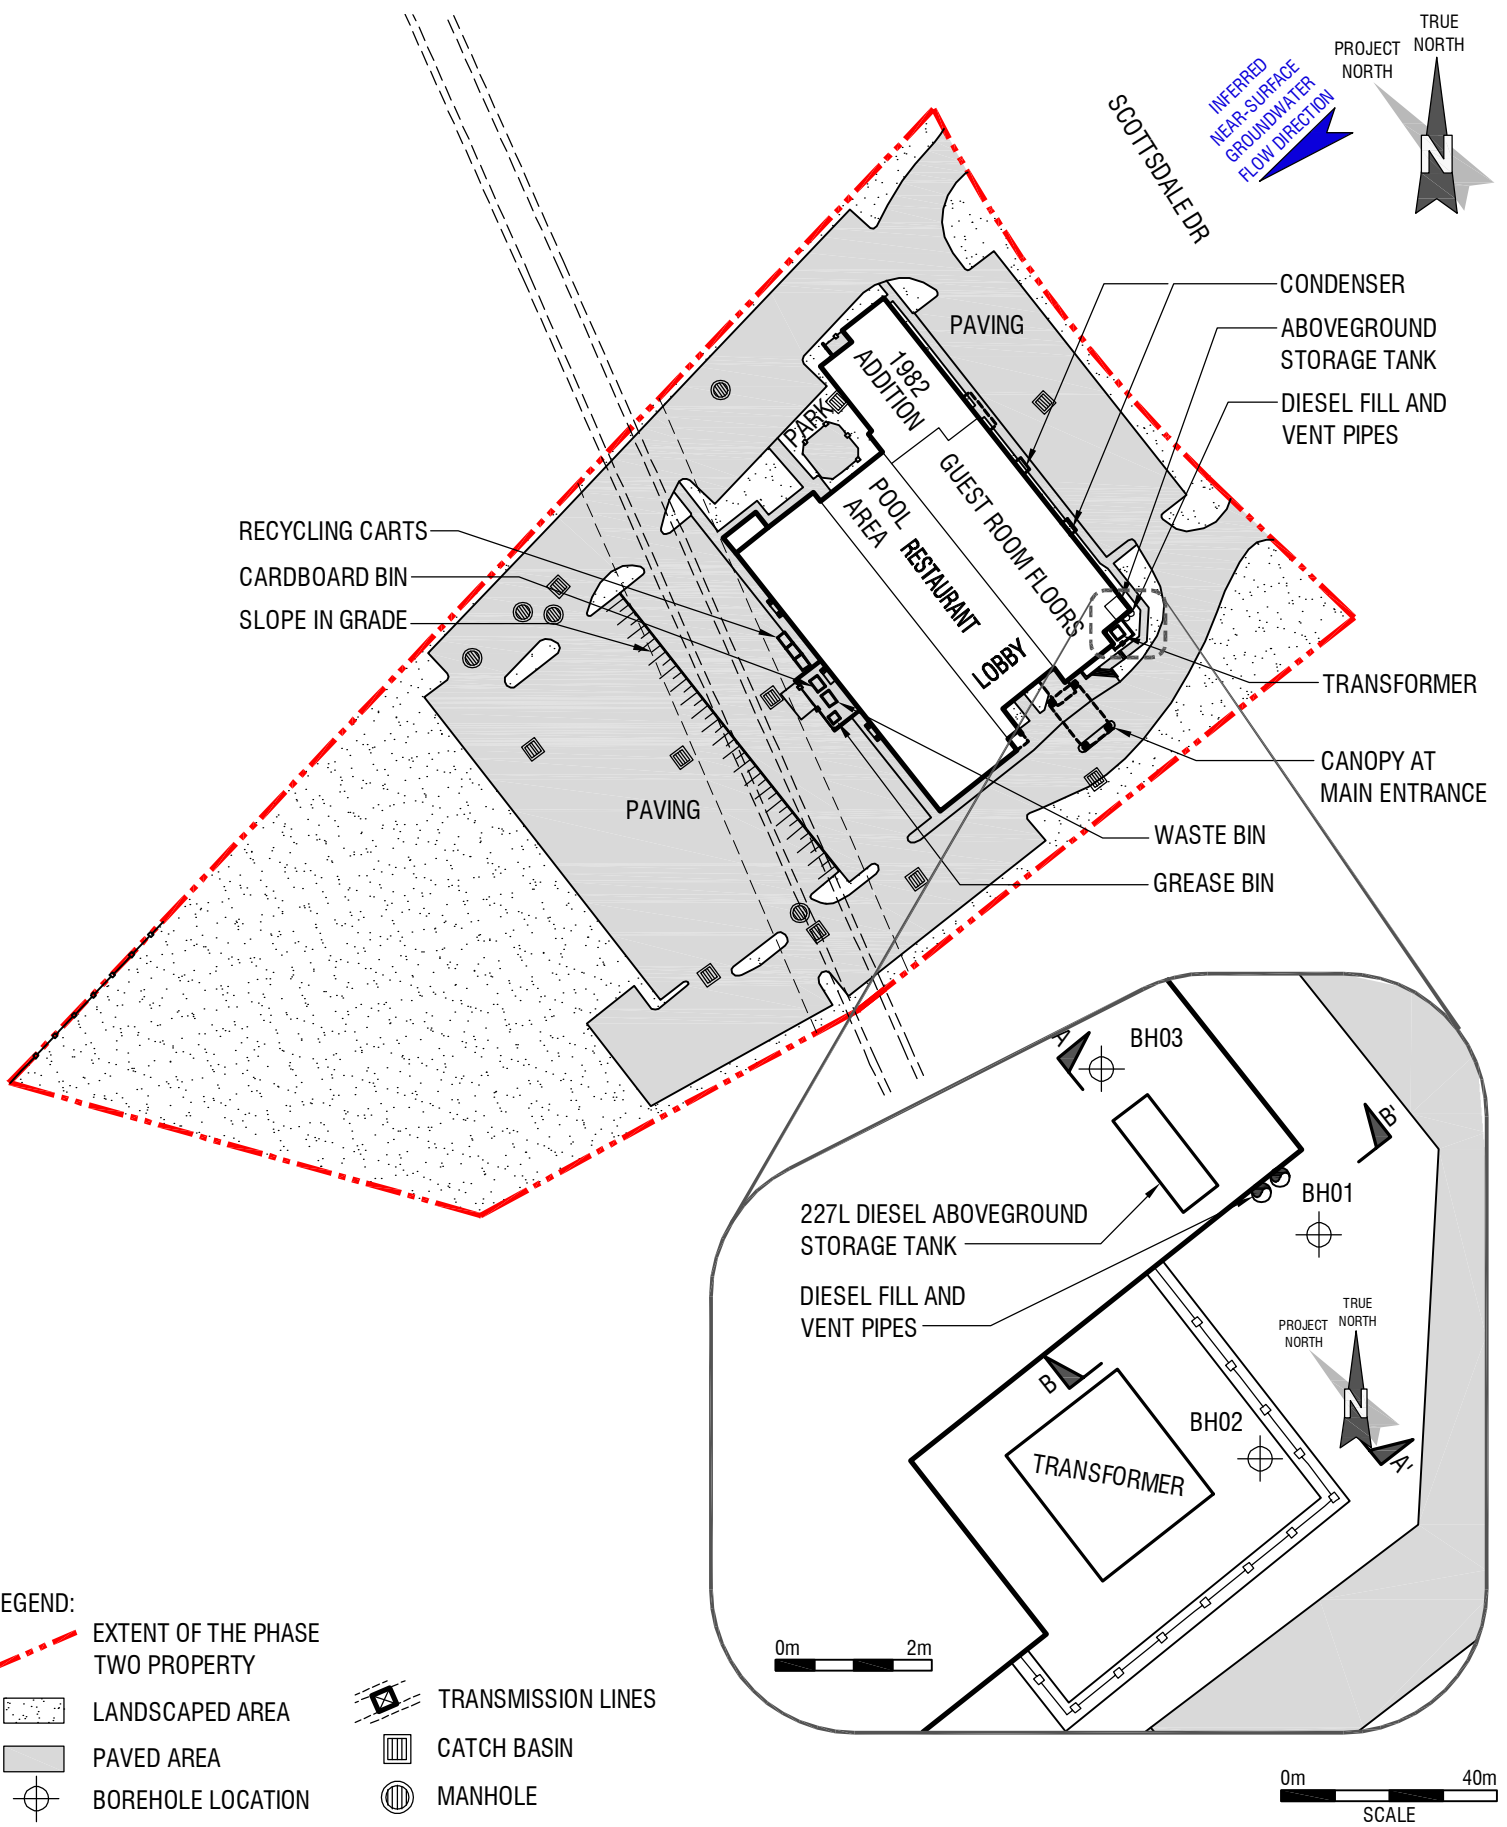 TRUE
NORTH
PROJECT
NORTH
INFERRED
NEAR-SURFACE
GROUNDWATER
FLOW DIRECTION
N
SCOTTSDALE DR
CONDENSER
ABOVEGROUND
STORAGE TANK
DIESEL FILL AND
VENT PIPES
PAVING
1982
ADDITION
PARK
GUEST ROOM FLOORS
POOL
AREA
RESTAURANT
LOBBY
RECYCLING CARTS
CARDBOARD BIN
SLOPE IN GRADE
TRANSFORMER
CANOPY AT
MAIN ENTRANCE
PAVING
WASTE BIN
GREASE BIN
A
BH03
B'
BH01
227L DIESEL ABOVEGROUND
STORAGE TANK
DIESEL FILL AND
VENT PIPES
TRUE
NORTH
PROJECT
NORTH
N
B
BH02
A'
TRANSFORMER
0m 2m
EGEND:
EXTENT OF THE PHASE
TWO PROPERTY
LANDSCAPED AREA
PAVED AREA
BOREHOLE LOCATION
TRANSMISSION LINES
CATCH BASIN
MANHOLE
0m 40m
SCALE